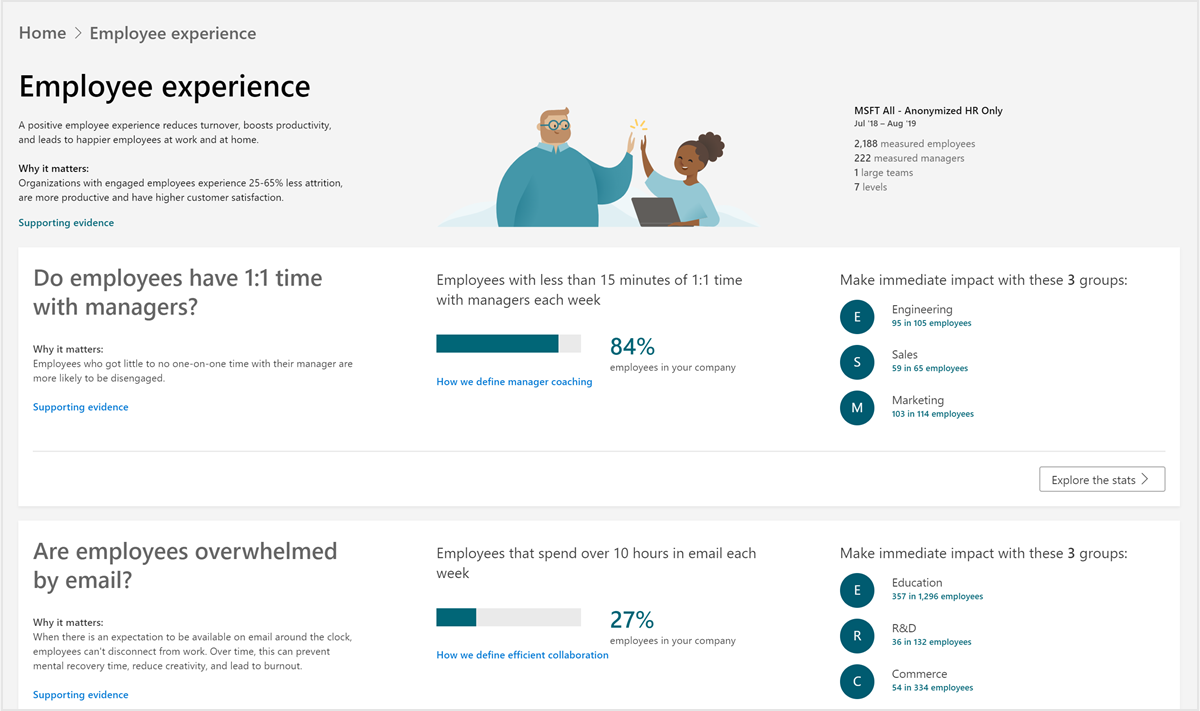 Home > Employee experience
Employee experience
A positive employee experience reduces turnover, boosts productivity,
and leads to happier employees at work and at home.
Why it matters:
Organizations with engaged employees experience 25-65% less attrition,
are more productive and have higher customer satisfaction.
Supporting evidence
MSFT All - Anonymized HR Only
Jul '18 – Aug '19
2,188 measured employees
222 measured managers
1 large teams
7 levels
Do employees have 1:1 time
with managers?
Why it matters:
Employees who got little to no one-on-one time with their manager are
more likely to be disengaged.
Supporting evidence
Employees with less than 15 minutes of 1:1 time
with managers each week
84%
employees in your company
How we define manager coaching
Make immediate impact with these 3 groups:
E
Engineering
95 in 105 employees
S
Sales
59 in 65 employees
M
Marketing
103 in 114 employees
Explore the stats >
Are employees overwhelmed
by email?
Why it matters:
When there is an expectation to be available on email around the clock,
employees can't disconnect from work. Over time, this can prevent
mental recovery time, reduce creativity, and lead to burnout.
Supporting evidence
Employees that spend over 10 hours in email each
week
27%
employees in your company
How we define efficient collaboration
Make immediate impact with these 3 groups:
E
Education
357 in 1,296 employees
R
R&D
36 in 132 employees
C
Commerce
54 in 334 employees